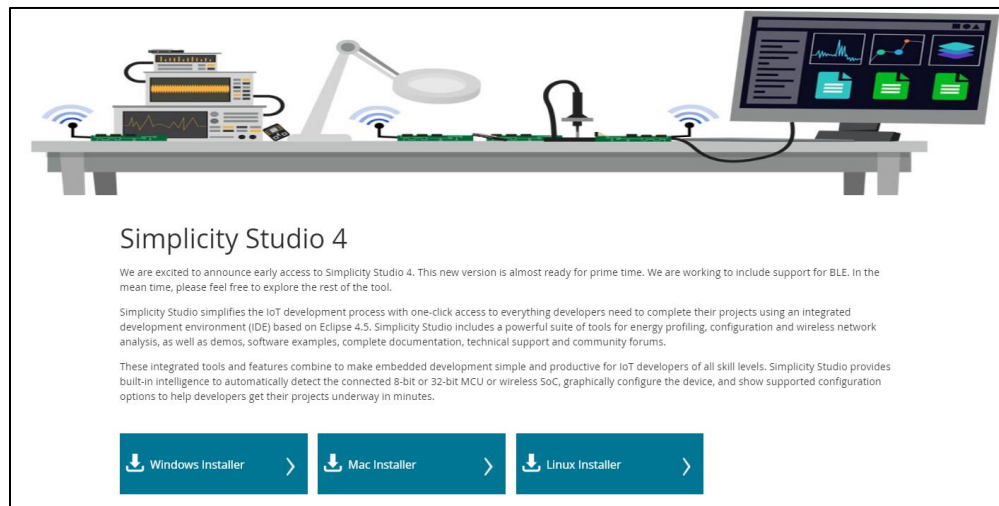 Simplicity Studio 4
We are excited to announce early access to Simplicity Studio 4. This new version is almost ready for prime time. We are working to include support for BLE. In the
mean time, please feel free to explore the rest of the tool.
Simplicity Studio simplifies the IoT development process with one-click access to everything developers need to complete their projects using an integrated
development environment (IDE) based on Eclipse 4.5. Simplicity Studio includes a powerful suite of tools for energy profiling, configuration and wireless network
analysis, as well as demos, software examples, complete documentation, technical support and community forums.
These integrated tools and features combine to make embedded development simple and productive for IoT developers of all skill levels. Simplicity Studio provides
built-in intelligence to automatically detect the connected 8-bit or 32-bit MCU or wireless SoC, graphically configure the device, and show supported configuration
options to help developers get their projects underway in minutes.
Windows Installer
Mac Installer
Linux Installer